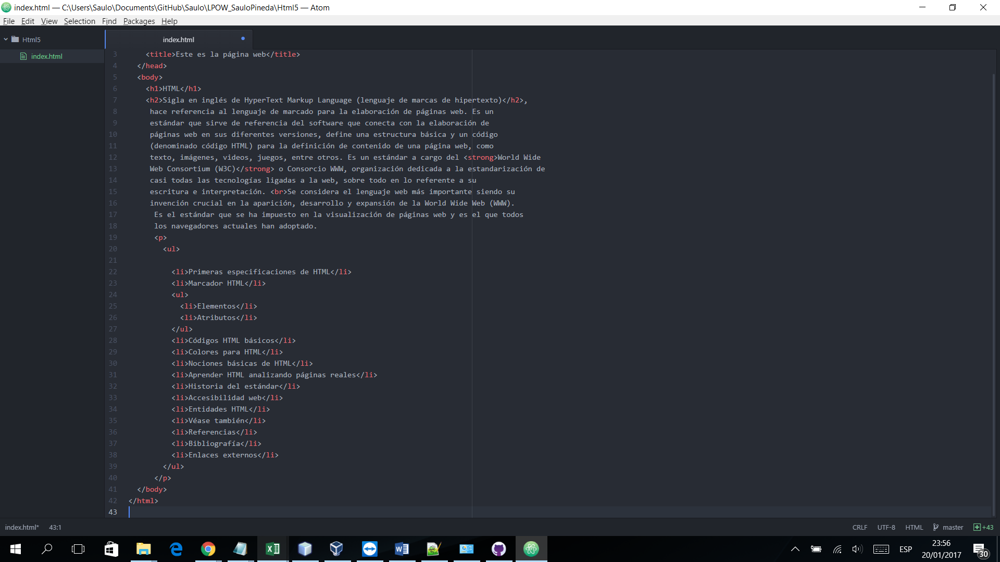 index.html — C:\Users\Saulo\Documents\GitHub\Saulo\LPOW_SauloPineda\Html5 — Atom
File Edit View Selection Find Packages Help
Html5
index.html
index.html
3 <title>Este es la página web</title>
4 </head>
5 <body>
6 <h1>HTML</h1>
7 <h2>Sigla en inglés de HyperText Markup Language (lenguaje de marcas de hipertexto)</h2>,
8 hace referencia al lenguaje de marcado para la elaboración de páginas web. Es un
9 estándar que sirve de referencia del software que conecta con la elaboración de
10 páginas web en sus diferentes versiones, define una estructura básica y un código
11 (denominado código HTML) para la definición de contenido de una página web, como
12 texto, imágenes, videos, juegos, entre otros. Es un estándar a cargo del <strong>World Wide
13 Web Consortium (W3C)</strong> o Consorcio WWW, organización dedicada a la estandarización de
14 casi todas las tecnologías ligadas a la web, sobre todo en lo referente a su
15 escritura e interpretación. <br>Se considera el lenguaje web más importante siendo su
16 invención crucial en la aparición, desarrollo y expansión de la World Wide Web (WWW).
17 Es el estándar que se ha impuesto en la visualización de páginas web y es el que todos
18 los navegadores actuales han adoptado.
19 <p>
20 <ul>
21
22 <li>Primeras especificaciones de HTML</li>
23 <li>Marcador HTML</li>
24 <ul>
25 <li>Elementos</li>
26 <li>Atributos</li>
27 </ul>
28 <li>Códigos HTML básicos</li>
29 <li>Colores para HTML</li>
30 <li>Nociones básicas de HTML</li>
31 <li>Aprender HTML analizando páginas reales</li>
32 <li>Historia del estándar</li>
33 <li>Accesibilidad web</li>
34 <li>Entidades HTML</li>
35 <li>Véase también</li>
36 <li>Referencias</li>
37 <li>Bibliografía</li>
38 <li>Enlaces externos</li>
39 </ul>
40 </p>
41 </body>
42 </html>
43
index.html* 43:1 CRLF UTF-8 HTML master +43
ESP 23:56
20/01/2017 30